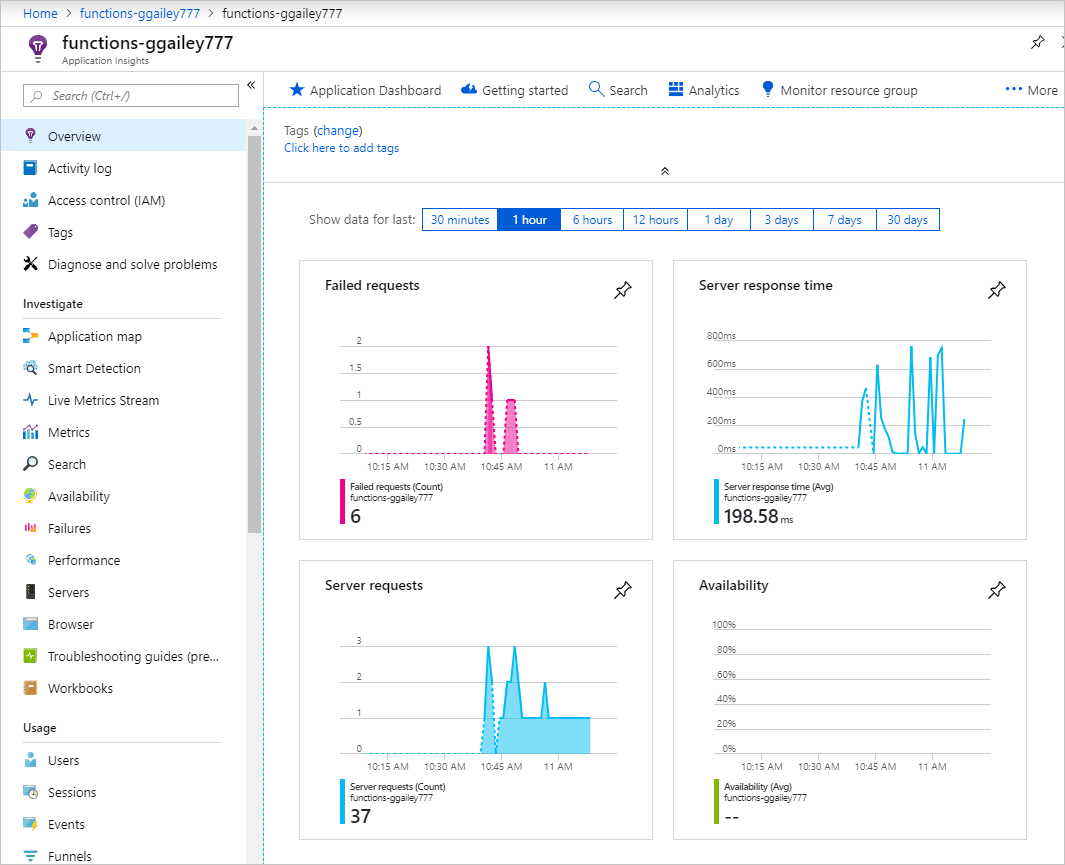 Home > functions-ggailey777 > functions-ggailey777
functions-ggailey777
Application Insights
Search (Ctrl+/)
Overview
Activity log
Access control (IAM)
Tags
Diagnose and solve problems
Investigate
Application map
Smart Detection
Live Metrics Stream
Metrics
Search
Availability
Failures
Performance
Servers
Browser
Troubleshooting guides (pre...
Workbooks
Usage
Users
Sessions
Events
Funnels
Application Dashboard Getting started Search Analytics Monitor resource group ··· More
Tags (change)
Click here to add tags
Show data for last: 30 minutes 1 hour 6 hours 12 hours 1 day 3 days 7 days 30 days
Failed requests
2
1.5
1
0.5
0
10:15 AM 10:30 AM 10:45 AM 11 AM
Failed requests (Count)
functions-ggailey777
6
Server response time
800ms
600ms
400ms
200ms
0ms
10:15 AM 10:30 AM 10:45 AM 11 AM
Server response time (Avg)
functions-ggailey777
198.58 ms
Server requests
3
2
1
0
10:15 AM 10:30 AM 10:45 AM 11 AM
Server requests (Count)
functions-ggailey777
37
Availability
100%
80%
60%
40%
20%
0%
10:15 AM 10:30 AM 10:45 AM 11 AM
Availability (Avg)
functions-ggailey777
--